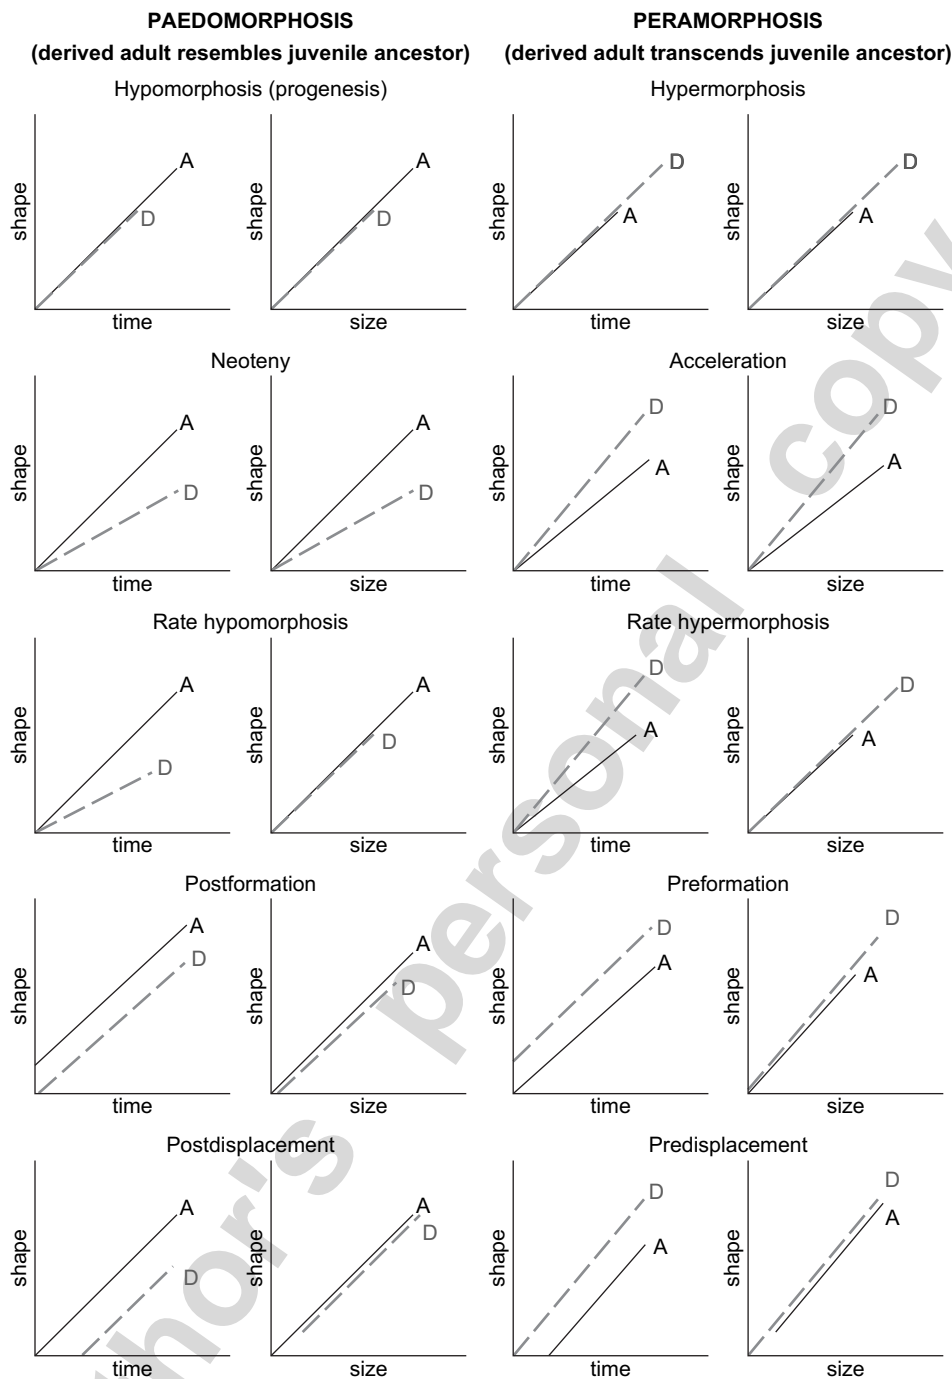 PAEDOMORPHOSIS
(derived adult resembles juvenile ancestor)
PERAMORPHOSIS
(derived adult transcends juvenile ancestor)
Hypomorphosis (progenesis)
Hypermorphosis
shape A D time
shape A D size
shape D A time
shape D A size
Neoteny
Acceleration
shape A D time
shape A D size
shape D A time
shape D A size
Rate hypomorphosis
Rate hypermorphosis
shape A D time
shape A D size
shape D A time
shape D A size
Postformation
Preformation
shape A D time
shape A D size
shape D A time
shape D A size
Postdisplacement
Predisplacement
shape A D time
shape A D size
shape D A time
shape D A size
thor's personal copy